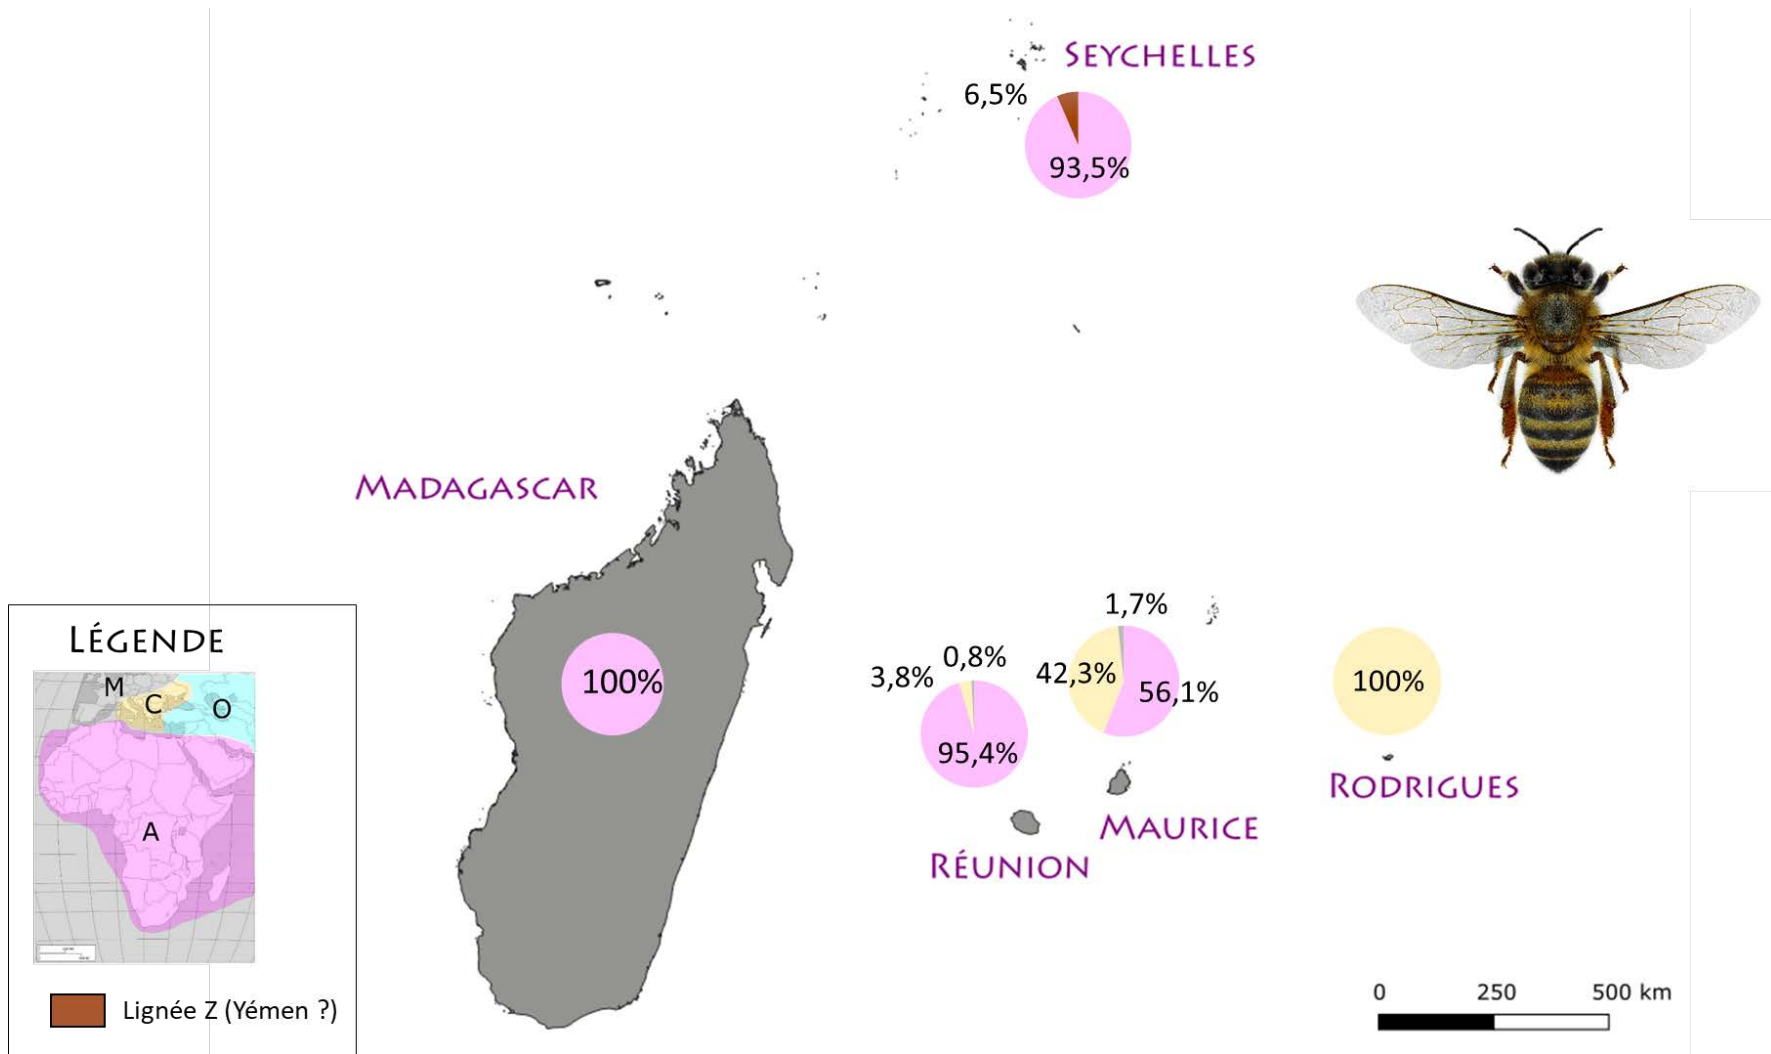 SEYCHELLES
6,5%
93,5%
MADAGASCAR
100%
3,8%
0,8%
95,4%
RÉUNION
1,7%
42,3%
56,1%
MAURICE
100%
RODRIGUES
LÉGENDE
M
C
O
A
Lignée Z (Yémen ?)
0 250 500 km